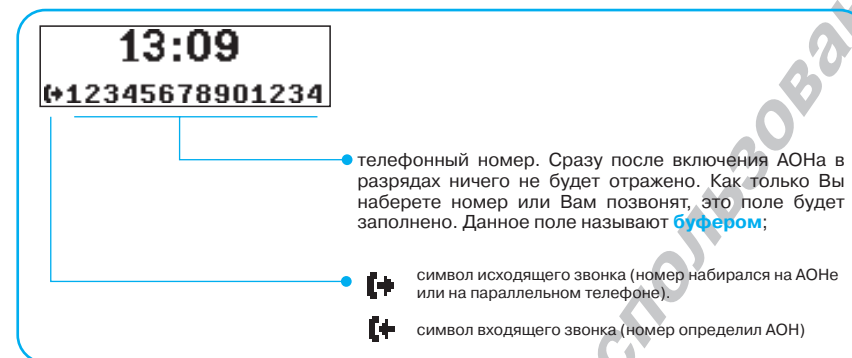 13:09
12345678901234
телефонный номер. Сразу после включения АОНа в
разрядах ничего не будет отражено. Как только Вы
наберете номер или Вам позвонят, это поле будет
заполнено. Данное поле называют буфером;
символ исходящего звонка (номер набирался на АОНе
или на параллельном телефоне).
символ входящего звонка (номер определил АОН)